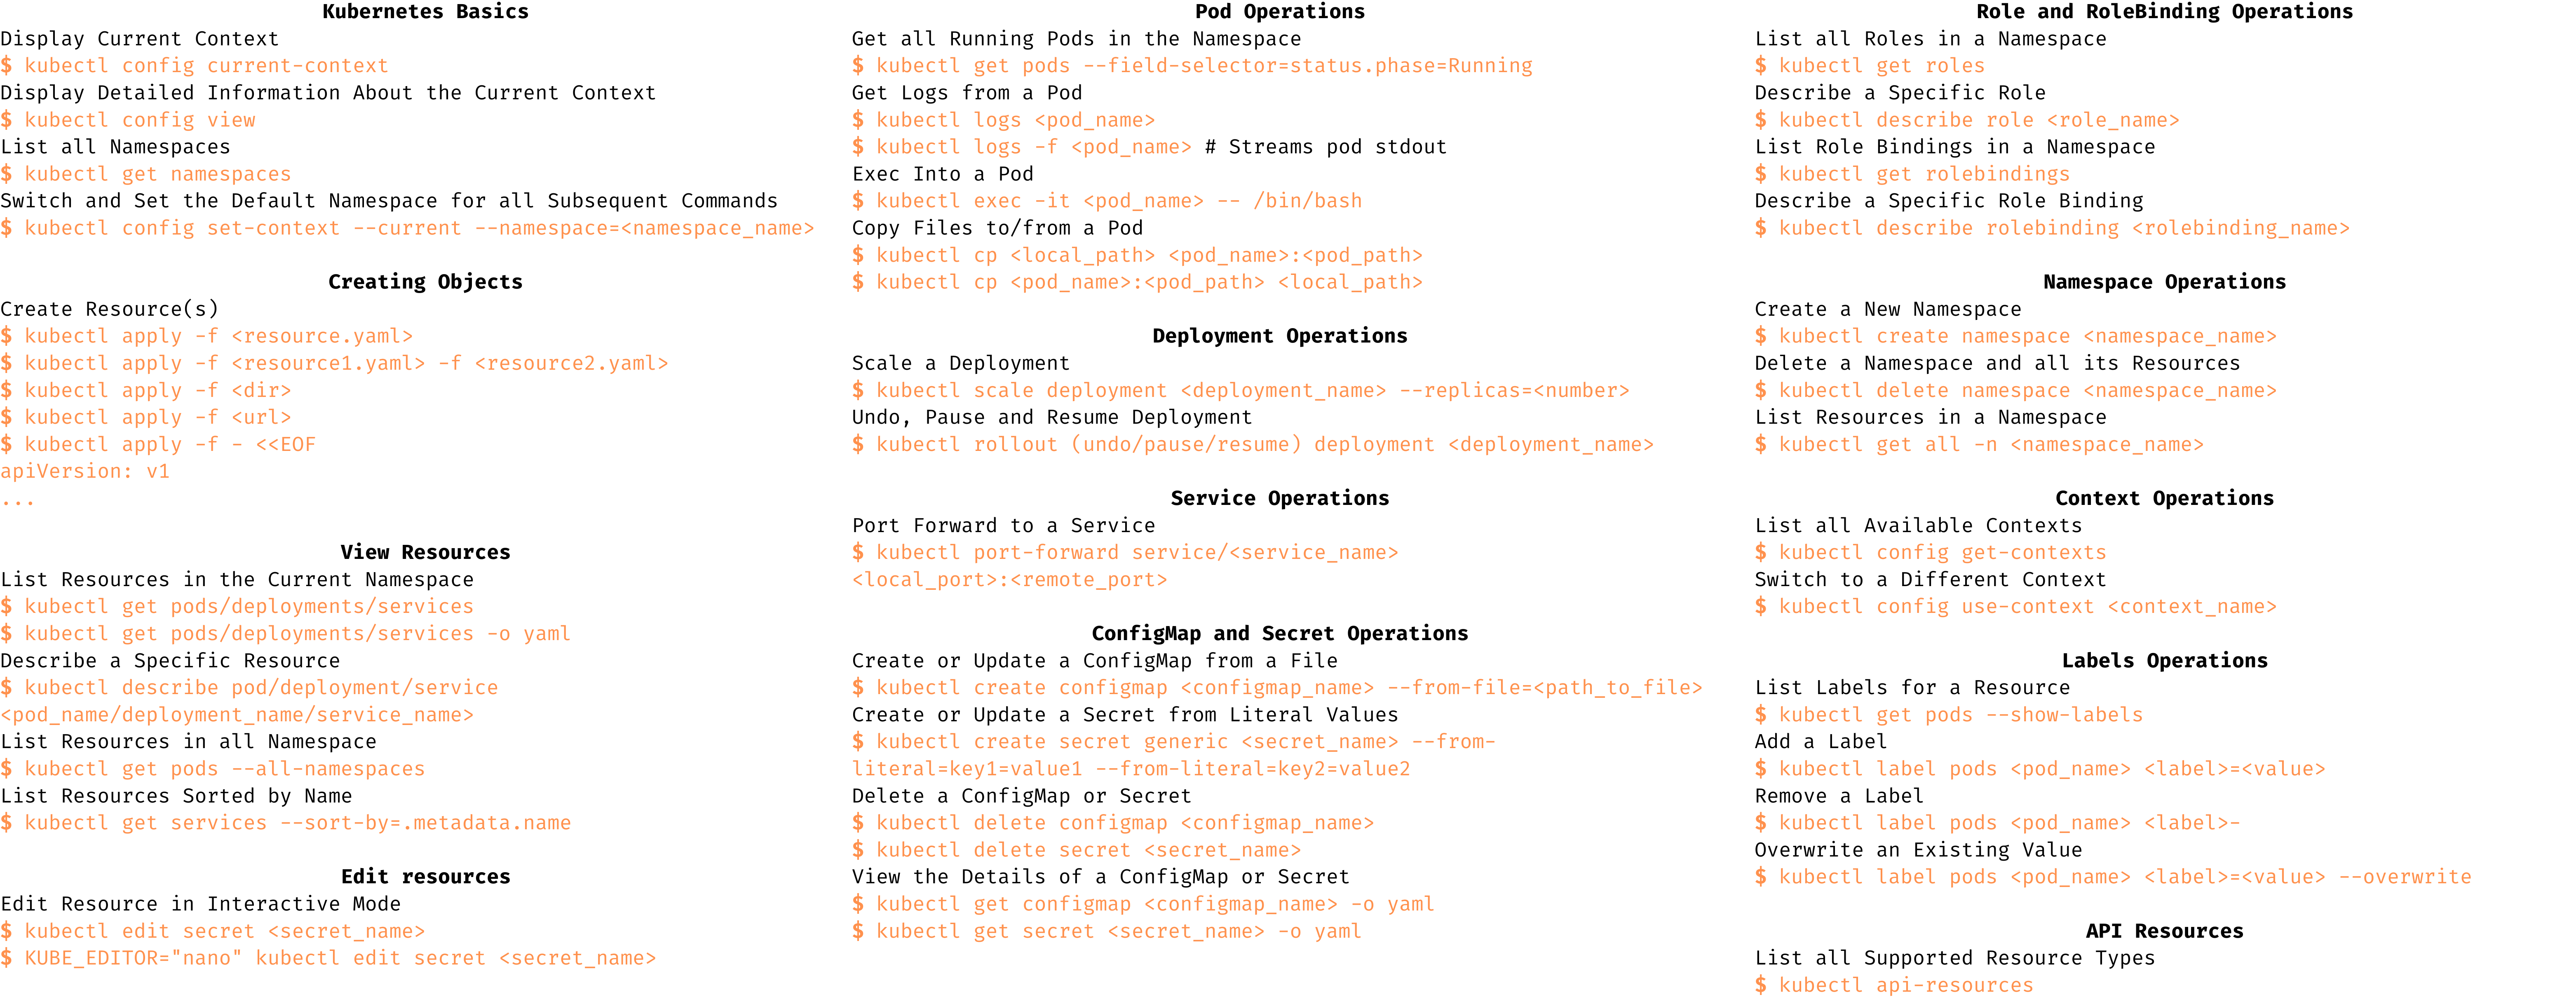 Kubernetes Basics
Display Current Context
$ kubectl config current-context
Display Detailed Information About the Current Context
$ kubectl config view
List all Namespaces
$ kubectl get namespaces
Switch and Set the Default Namespace for all Subsequent Commands
$ kubectl config set-context --current --namespace=<namespace_name>
Creating Objects
Create Resource(s)
$ kubectl apply -f <resource.yaml>
$ kubectl apply -f <resource1.yaml> -f <resource2.yaml>
$ kubectl apply -f <dir>
$ kubectl apply -f <url>
$ kubectl apply -f - <<EOF
apiVersion: v1
...
View Resources
List Resources in the Current Namespace
$ kubectl get pods/deployments/services
$ kubectl get pods/deployments/services -o yaml
Describe a Specific Resource
$ kubectl describe pod/deployment/service
<pod_name/deployment_name/service_name>
List Resources in all Namespace
$ kubectl get pods --all-namespaces
List Resources Sorted by Name
$ kubectl get services --sort-by=.metadata.name
Edit resources
Edit Resource in Interactive Mode
$ kubectl edit secret <secret_name>
$ KUBE_EDITOR="nano" kubectl edit secret <secret_name>
Pod Operations
Get all Running Pods in the Namespace
$ kubectl get pods --field-selector=status.phase=Running
Get Logs from a Pod
$ kubectl logs <pod_name>
$ kubectl logs -f <pod_name> # Streams pod stdout
Exec Into a Pod
$ kubectl exec -it <pod_name> -- /bin/bash
Copy Files to/from a Pod
$ kubectl cp <local_path> <pod_name>:<pod_path>
$ kubectl cp <pod_name>:<pod_path> <local_path>
Deployment Operations
Scale a Deployment
$ kubectl scale deployment <deployment_name> --replicas=<number>
Undo, Pause and Resume Deployment
$ kubectl rollout (undo/pause/resume) deployment <deployment_name>
Service Operations
Port Forward to a Service
$ kubectl port-forward service/<service_name>
<local_port>:<remote_port>
ConfigMap and Secret Operations
Create or Update a ConfigMap from a File
$ kubectl create configmap <configmap_name> --from-file=<path_to_file>
Create or Update a Secret from Literal Values
$ kubectl create secret generic <secret_name> --from-
literal=key1=value1 --from-literal=key2=value2
Delete a ConfigMap or Secret
$ kubectl delete configmap <configmap_name>
$ kubectl delete secret <secret_name>
View the Details of a ConfigMap or Secret
$ kubectl get configmap <configmap_name> -o yaml
$ kubectl get secret <secret_name> -o yaml
Role and RoleBinding Operations
List all Roles in a Namespace
$ kubectl get roles
Describe a Specific Role
$ kubectl describe role <role_name>
List Role Bindings in a Namespace
$ kubectl get rolebindings
Describe a Specific Role Binding
$ kubectl describe rolebinding <rolebinding_name>
Namespace Operations
Create a New Namespace
$ kubectl create namespace <namespace_name>
Delete a Namespace and all its Resources
$ kubectl delete namespace <namespace_name>
List Resources in a Namespace
$ kubectl get all -n <namespace_name>
Context Operations
List all Available Contexts
$ kubectl config get-contexts
Switch to a Different Context
$ kubectl config use-context <context_name>
Labels Operations
List Labels for a Resource
$ kubectl get pods --show-labels
Add a Label
$ kubectl label pods <pod_name> <label>=<value>
Remove a Label
$ kubectl label pods <pod_name> <label>-
Overwrite an Existing Value
$ kubectl label pods <pod_name> <label>=<value> --overwrite
API Resources
List all Supported Resource Types
$ kubectl api-resources